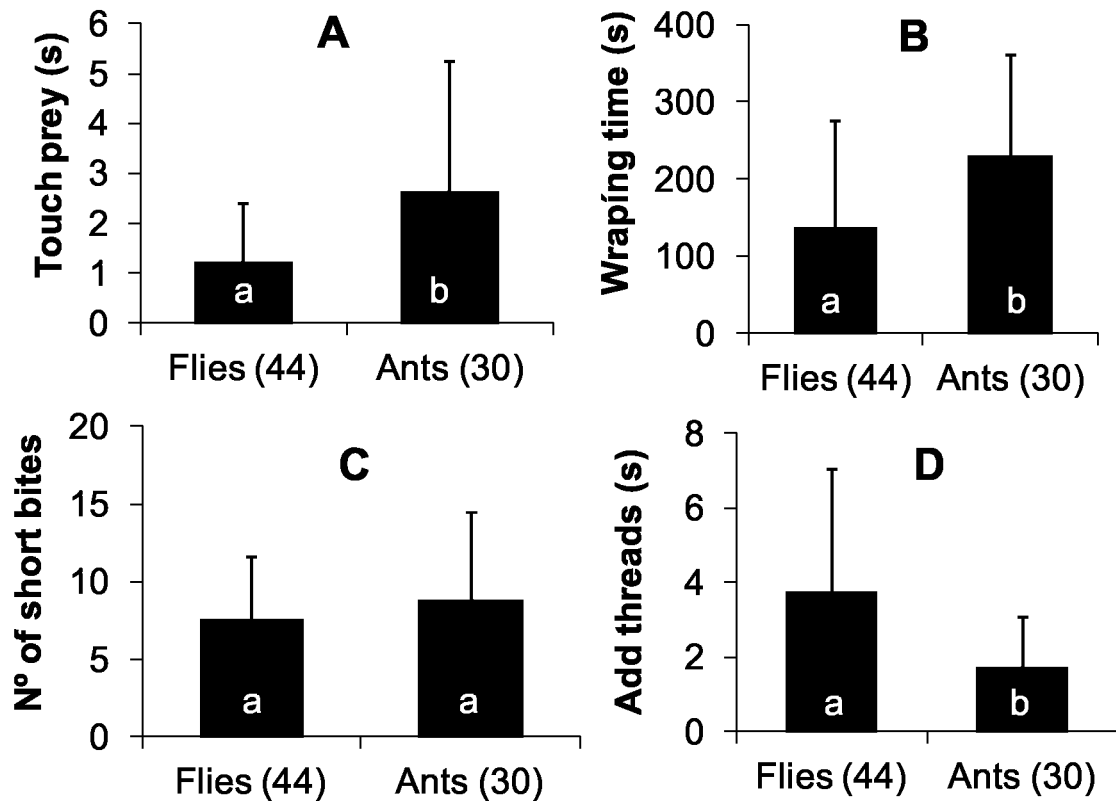 A
Touch prey (s)
6
5
4
3
2
1
0
a
b
Flies (44)
Ants (30)
B
Wrapíng time (s)
400
300
200
100
0
a
b
Flies (44)
Ants (30)
C
Nº of short bites
20
15
10
5
0
a
a
Flies (44)
Ants (30)
D
Add threads (s)
8
6
4
2
0
a
b
Flies (44)
Ants (30)